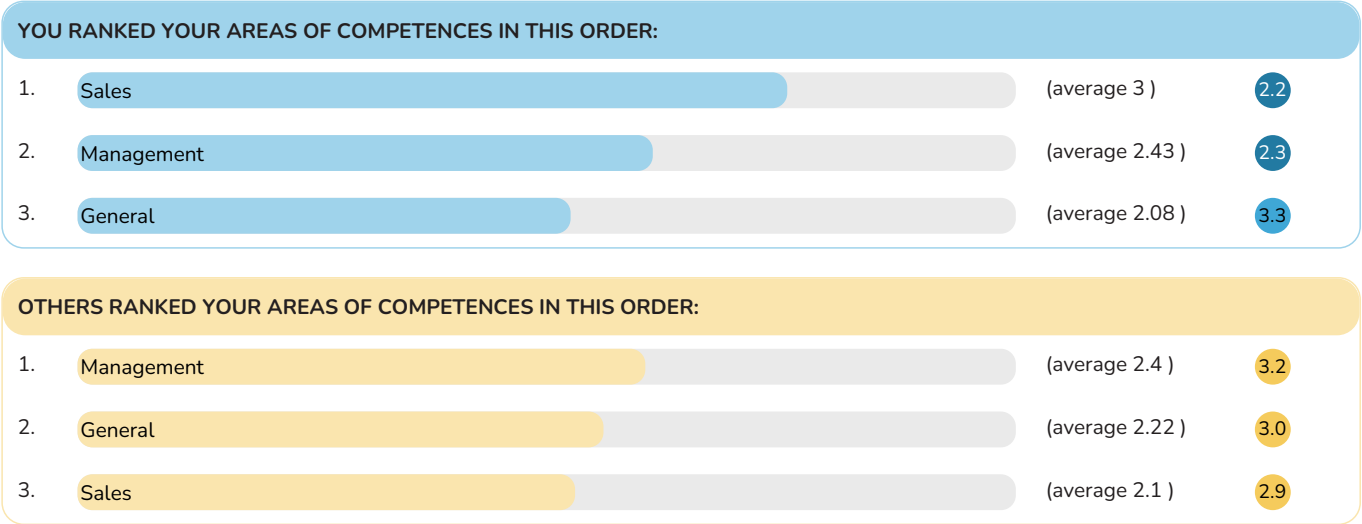 YOU RANKED YOUR AREAS OF COMPETENCES IN THIS ORDER:
1. Sales (average 3 ) 2.2
2. Management (average 2.43 ) 2.3
3. General (average 2.08 ) 3.3
OTHERS RANKED YOUR AREAS OF COMPETENCES IN THIS ORDER:
1. Management (average 2.4 ) 3.2
2. General (average 2.22 ) 3.0
3. Sales (average 2.1 ) 2.9